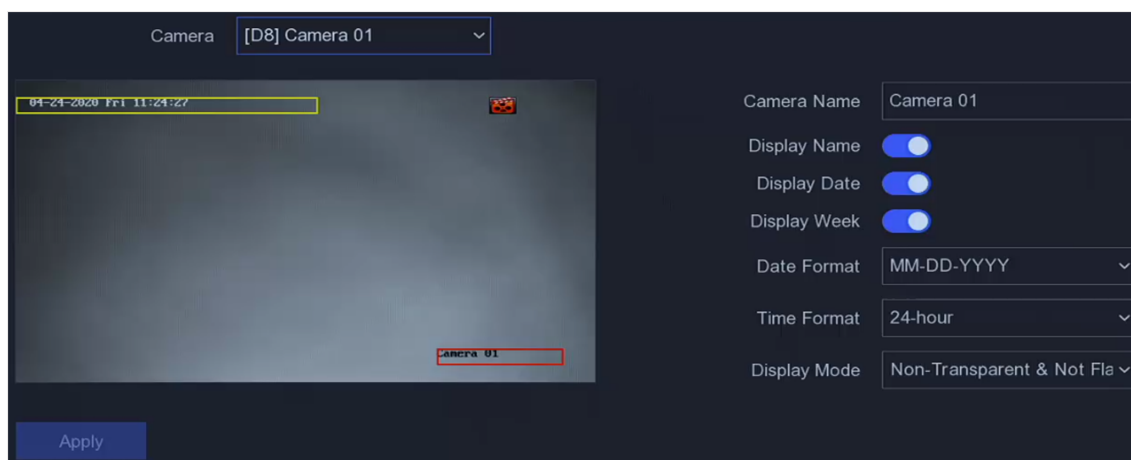 Camera [D8] Camera 01
04-24-2020 Fri 11:24:27
Camera Name Camera 01
Display Name
Display Date
Display Week
Date Format MM-DD-YYYY
Time Format 24-hour
Camera 01
Display Mode Non-Transparent & Not Fla
Apply